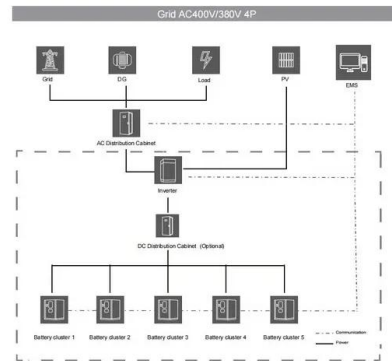 Grid AC400V/380V 4P
Grid
DG
Load
PV
EMS
AC Distribution Cabinet
Inverter
DC Distribution Cabinet (Optional)
Battery cluster 1
Battery cluster 2
Battery cluster 3
Battery cluster 4
Battery cluster 5
Communication
Power